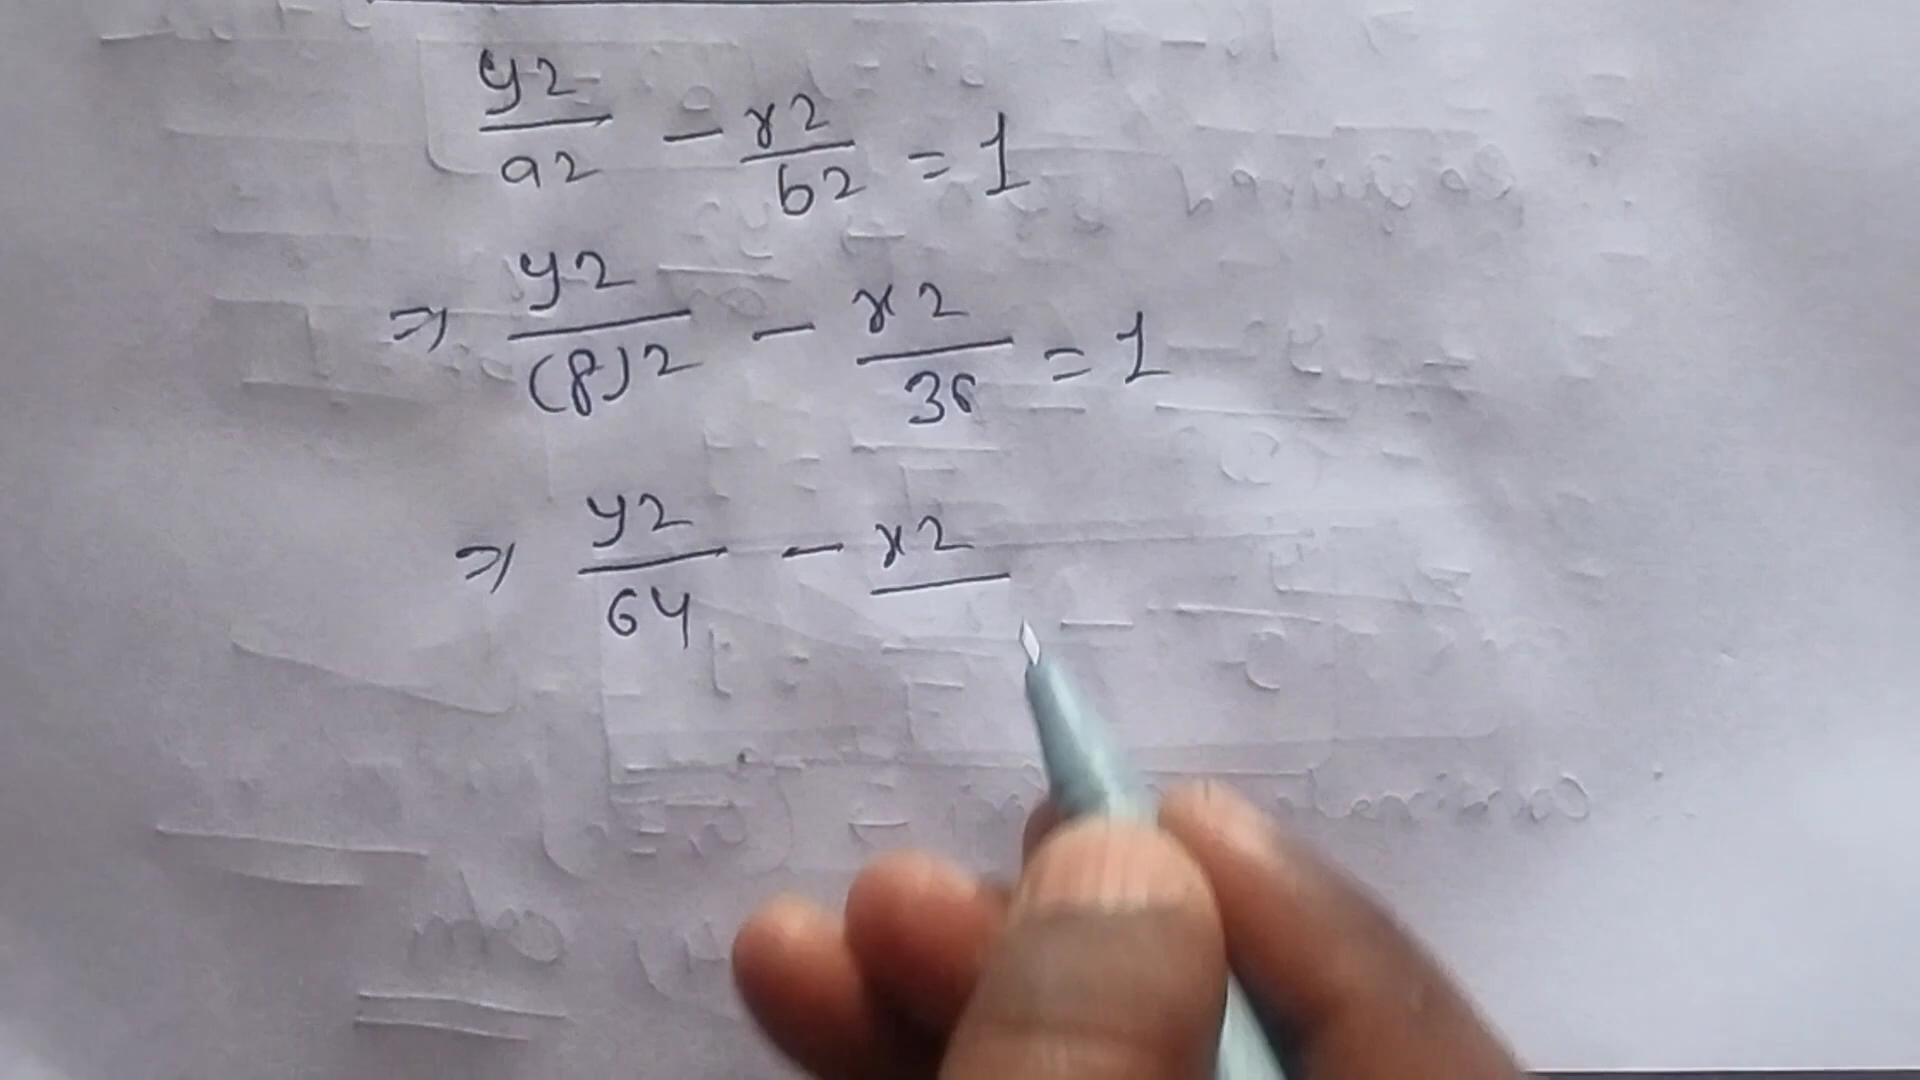 y2/a2 - x2/b2 = 1
⇒ y2/(8)2 - x2/36 = 1
⇒ y2/64 - x2/